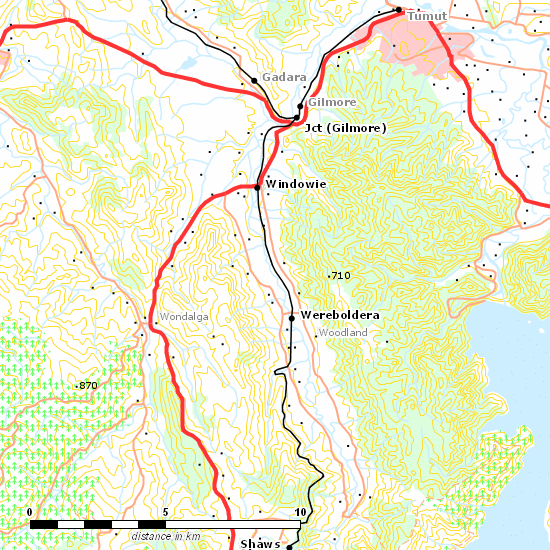 Tumut
Gadara
Gilmore
Jct (Gilmore)
Windowie
710
Wereboldera
Wondalga
Woodland
870
0 5 10
distance in km
Shaws